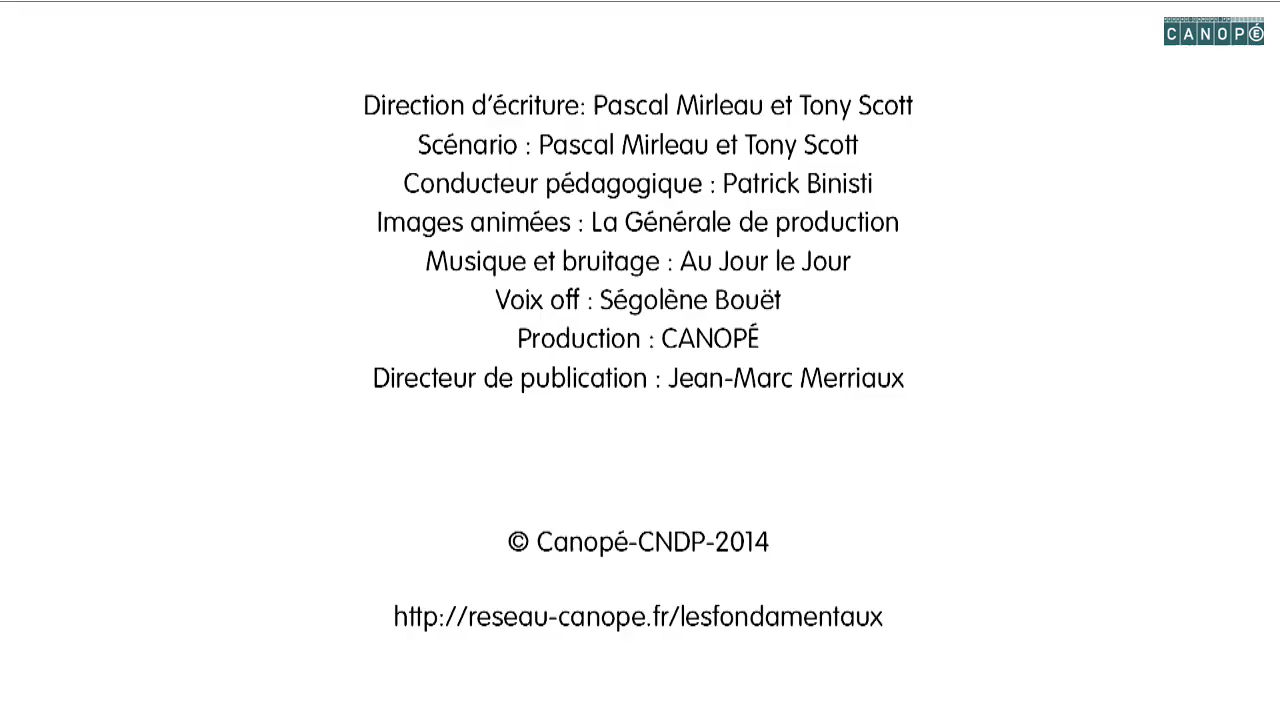 CANOPÉ
Direction d’écriture: Pascal Mirleau et Tony Scott
Scénario : Pascal Mirleau et Tony Scott
Conducteur pédagogique : Patrick Binisti
Images animées : La Générale de production
Musique et bruitage : Au Jour le Jour
Voix off : Ségolène Bouët
Production : CANOPÉ
Directeur de publication : Jean-Marc Merriaux
© Canopé-CNDP-2014
http://reseau-canope.fr/lesfondamentaux